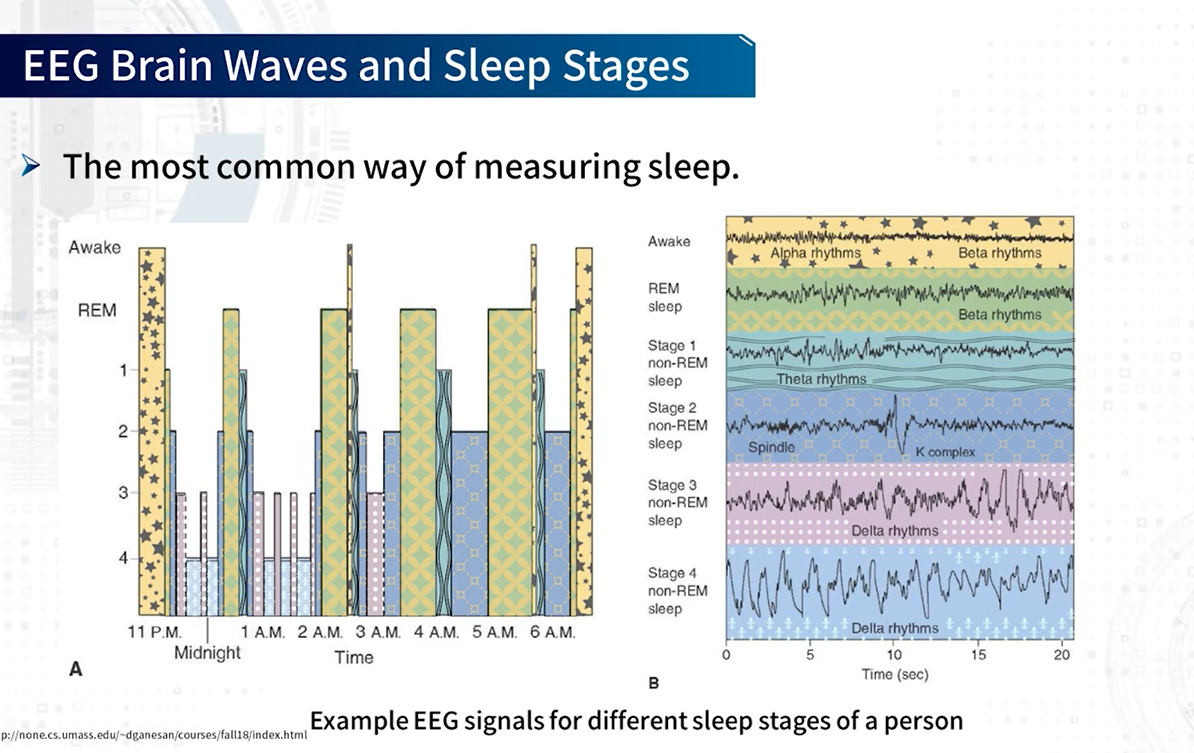 EEG Brain Waves and Sleep Stages
The most common way of measuring sleep.
Awake
REM
1
2
3
4
11 P.M.
Midnight
1 A.M.
2 A.M.
3 A.M.
4 A.M.
5 A.M.
6 A.M.
Time
A
Awake
Alpha rhythms
Beta rhythms
REM
sleep
Beta rhythms
Stage 1
non-REM
sleep
Theta rhythms
Stage 2
non-REM
sleep
Spindle
K complex
Stage 3
non-REM
sleep
Delta rhythms
Stage 4
non-REM
sleep
Delta rhythms
0
5
10
15
20
Time (sec)
B
Example EEG signals for different sleep stages of a person
p://none.cs.umass.edu/~dganesan/courses/fall18/index.html